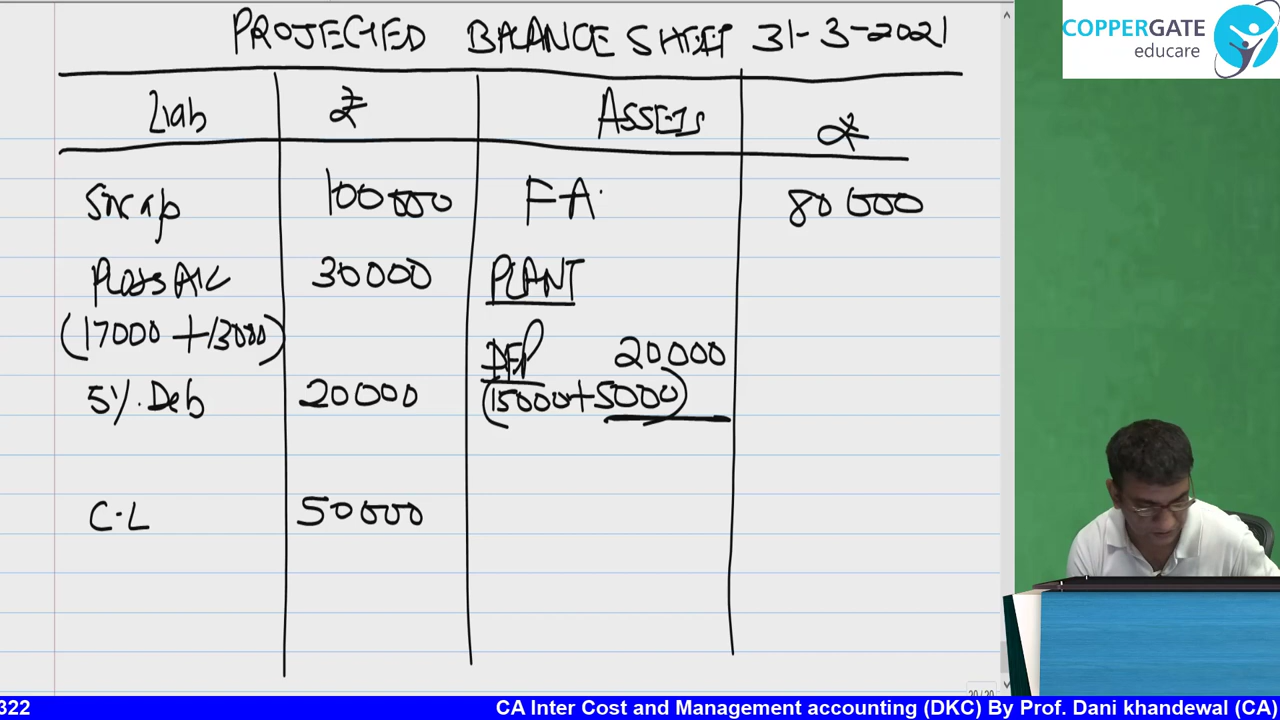 PROJECTED BALANCE SHEET 31-3-2021
COPPERGATE
educare
Liab ₹ ASSETS ₹
Sh cap 100000 F.A. 80000
P&L A/C 30000 PLANT
(17000 + 13000)
DEP 20000
5% Deb 20000 (15000+5000)
C.L 50000
322 CA Inter Cost and Management accounting (DKC) By Prof. Dani khandewal (CA)